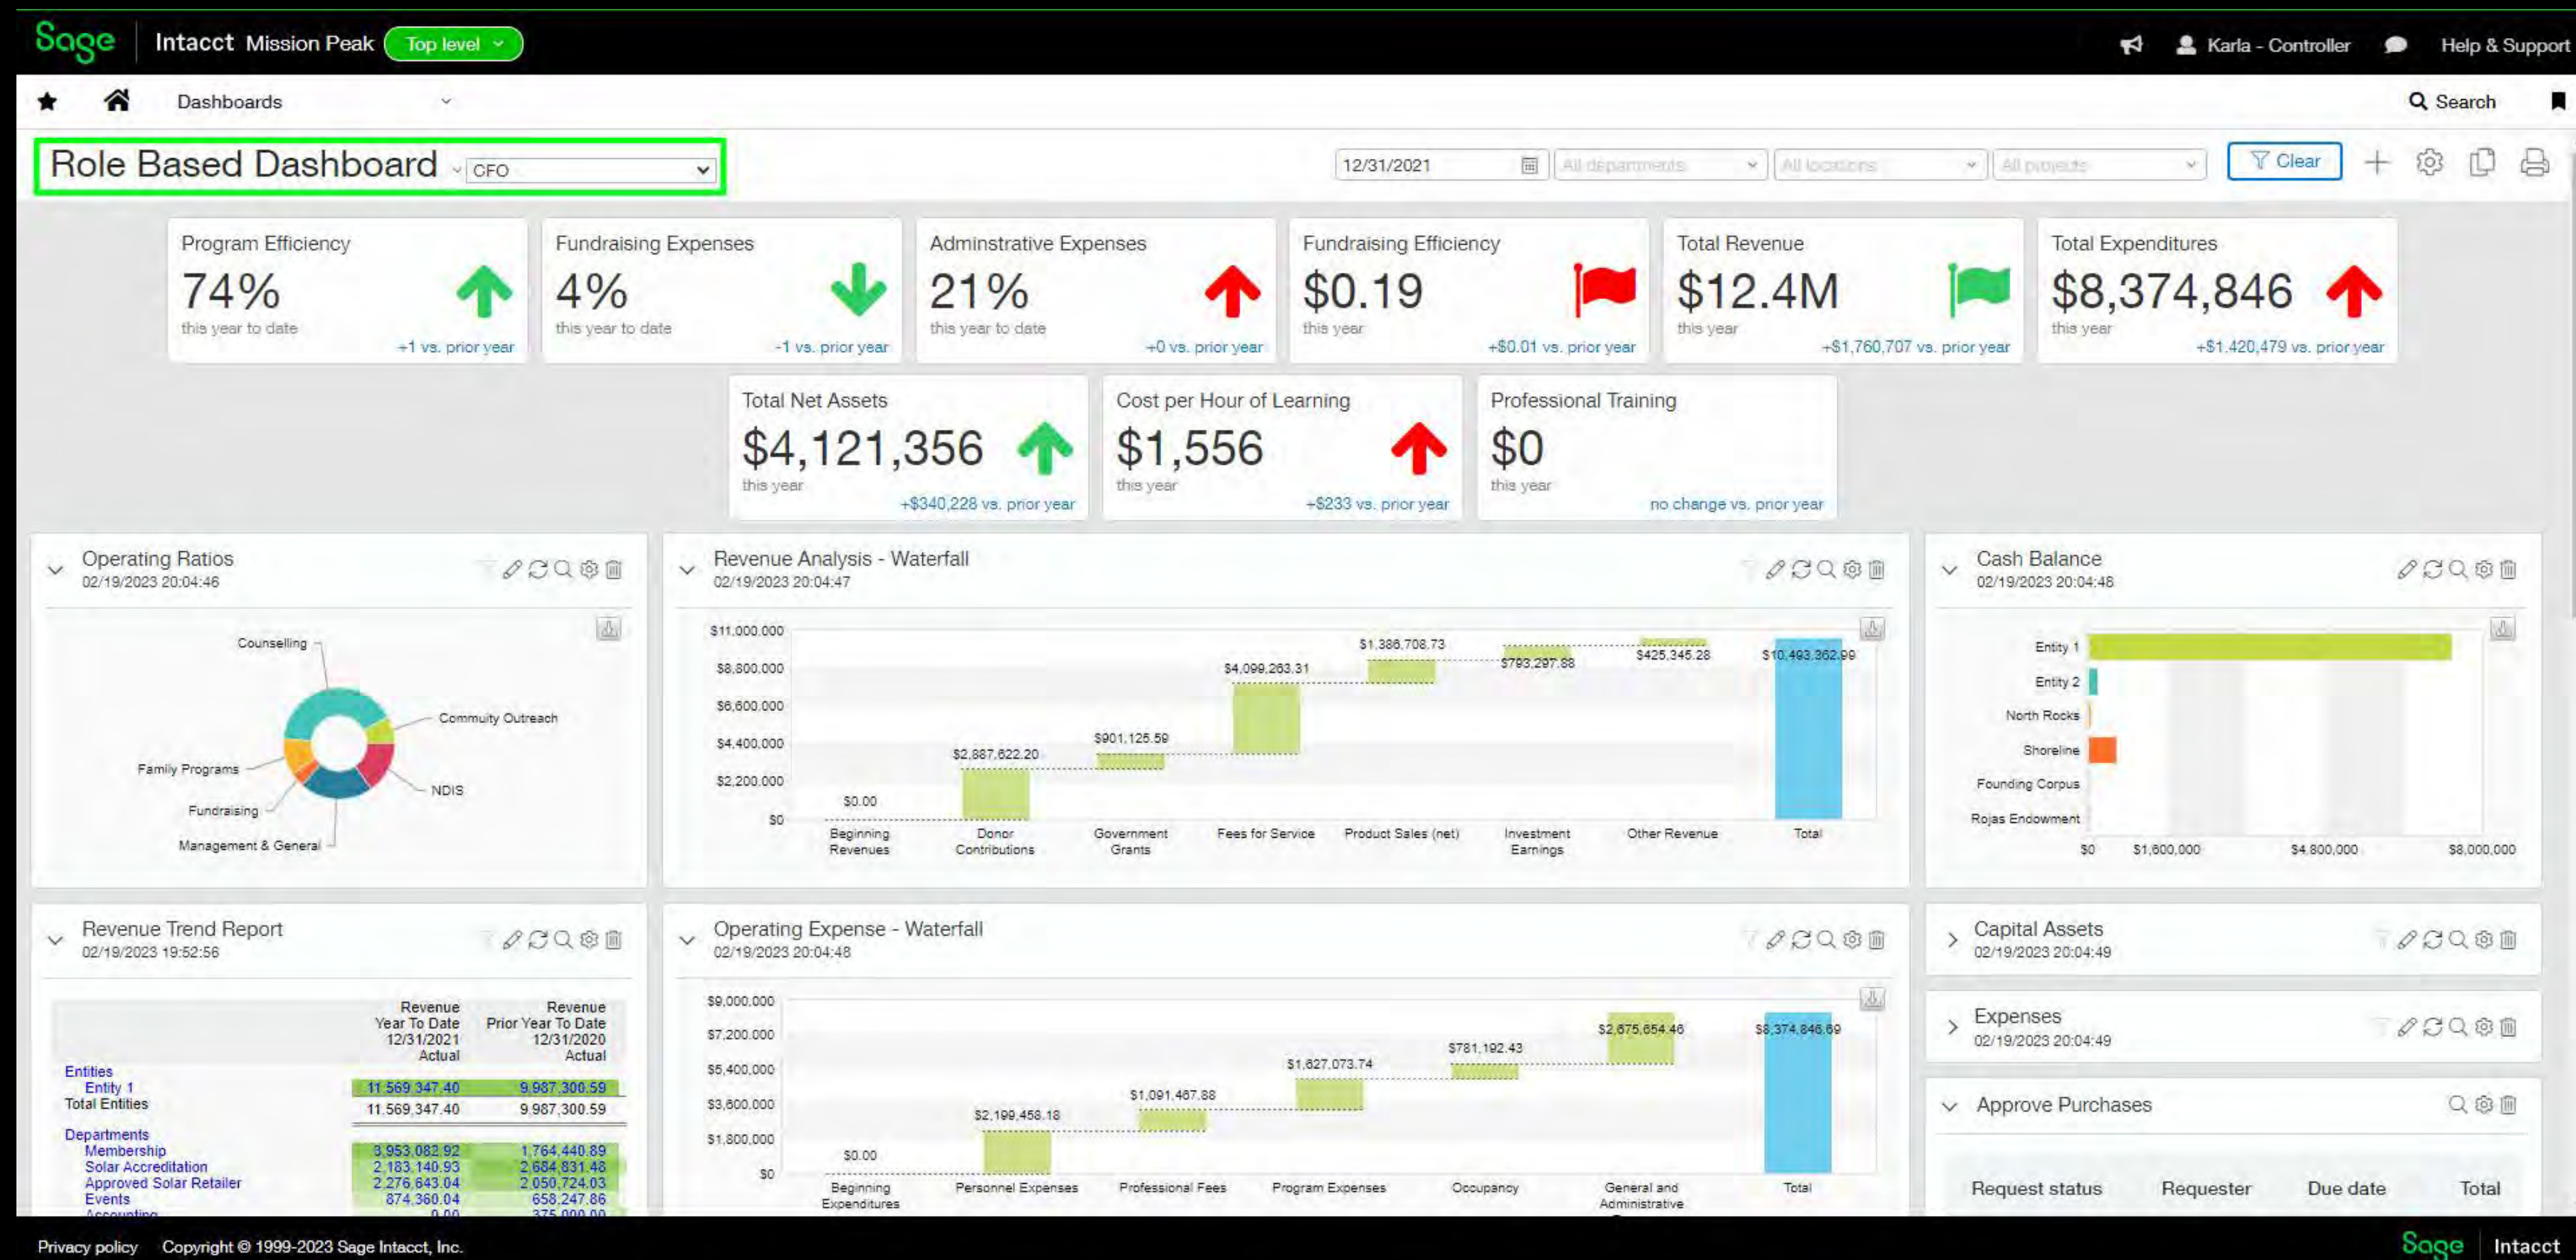 Sage Intacct Mission Peak Top level Karla - Controller Help & Support
Dashboards Search
Role Based Dashboard CFO 12/31/2021 All departments All locations All projects Clear
Program Efficiency
74%
this year to date
+1 vs. prior year
Fundraising Expenses
4%
this year to date
-1 vs. prior year
Adminstrative Expenses
21%
this year to date
+0 vs. prior year
Fundraising Efficiency
$0.19
this year
+$0.01 vs. prior year
Total Revenue
$12.4M
this year
+$1,760,707 vs. prior year
Total Expenditures
$8,374,846
this year
+$1,420,479 vs. prior year
Total Net Assets
$4,121,356
this year
+$340,228 vs. prior year
Cost per Hour of Learning
$1,556
this year
+$233 vs. prior year
Professional Training
$0
this year
no change vs. prior year
Operating Ratios
02/19/2023 20:04:46
Counselling
Commuity Outreach
Family Programs
NDIS
Fundraising
Management & General
Revenue Analysis - Waterfall
02/19/2023 20:04:47
$11,000,000
$8,800,000
$6,600,000
$4,400,000
$2,200,000
$0
$0.00
$2,887,622.20
$901,125.59
$4,099,263.31
$1,386,708.73
$793,297.88
$425,345.28
$10,493,362.99
Beginning Revenues
Donor Contributions
Government Grants
Fees for Service
Product Sales (net)
Investment Earnings
Other Revenue
Total
Cash Balance
02/19/2023 20:04:48
Entity 1
Entity 2
North Rocks
Shoreline
Founding Corpus
Rojas Endowment
$0 $1,600,000 $4,800,000 $8,000,000
Revenue Trend Report
02/19/2023 19:52:56
Revenue Revenue
Year To Date Prior Year To Date
12/31/2021 12/31/2020
Actual Actual
Entities
Entity 1 11,569,347.40 9,987,300.59
Total Entities 11,569,347.40 9,987,300.59
Departments
Membership 3,953,082.92 1,764,440.89
Solar Accreditation 2,183,140.93 2,684,831.48
Approved Solar Retailer 2,276,643.04 2,050,724.03
Events 874,360.04 658,247.86
Accounting 0.00 375,000.00
Operating Expense - Waterfall
02/19/2023 20:04:48
$9,000,000
$7,200,000
$5,400,000
$3,600,000
$1,800,000
$0
$0.00
$2,199,458.18
$1,091,467.88
$1,627,073.74
$781,192.43
$2,675,654.46
$8,374,846.69
Beginning Expenditures
Personnel Expenses
Professional Fees
Program Expenses
Occupancy
General and Administrative
Total
Capital Assets
02/19/2023 20:04:49
Expenses
02/19/2023 20:04:49
Approve Purchases
Request status Requester Due date Total
Privacy policy Copyright © 1999-2023 Sage Intacct, Inc. Sage Intacct